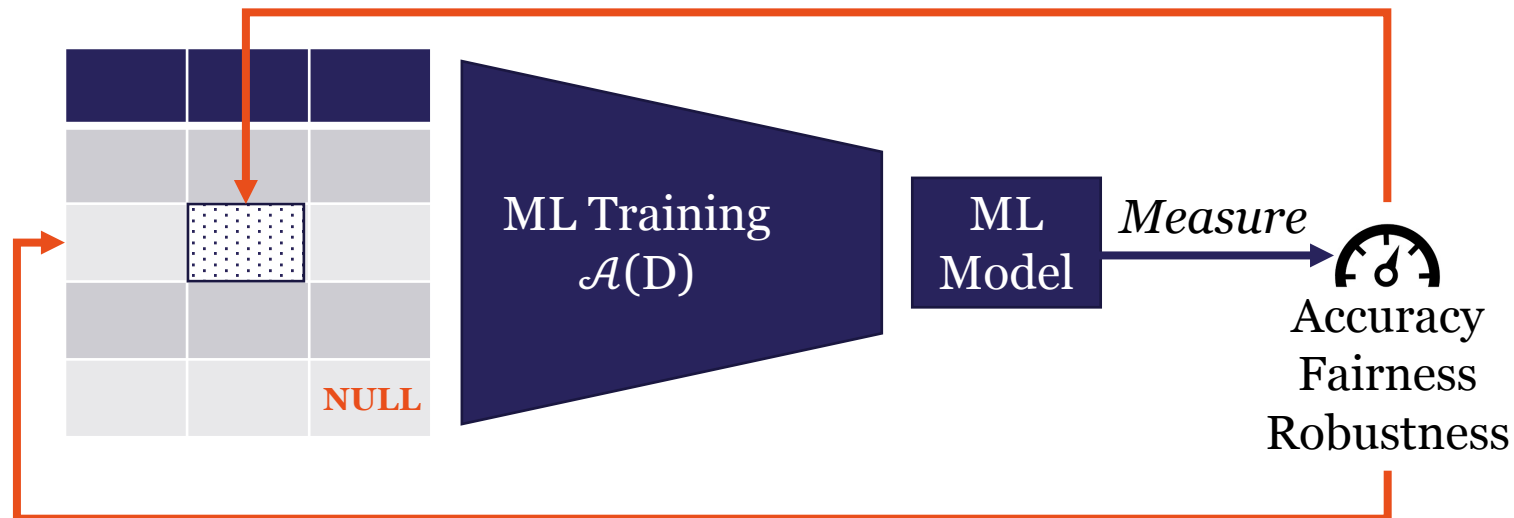 NULL
ML Training
𝒜(D)
ML
Model
Measure
Accuracy
Fairness
Robustness